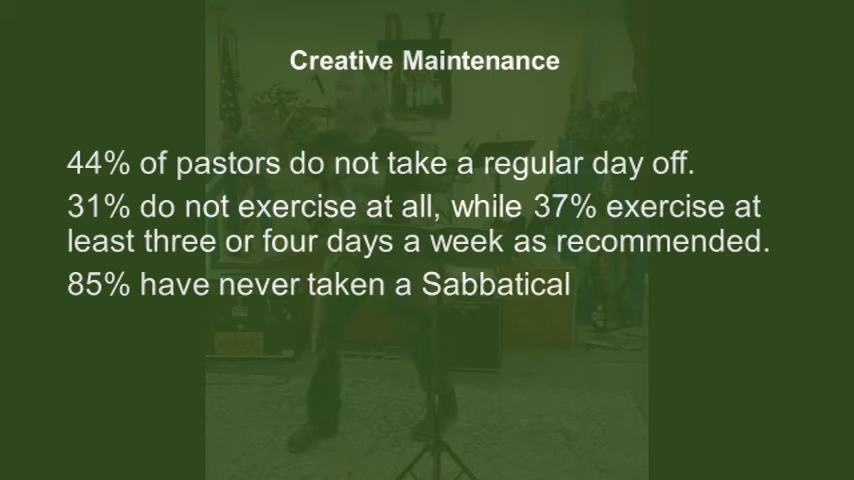 Creative Maintenance
44% of pastors do not take a regular day off.
31% do not exercise at all, while 37% exercise at
least three or four days a week as recommended.
85% have never taken a Sabbatical